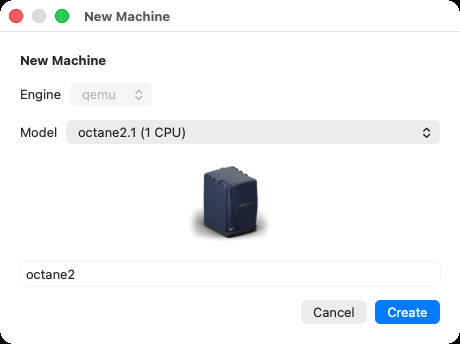 New Machine
New Machine
Engine qemu
Model octane2.1 (1 CPU)
octane2
Cancel Create